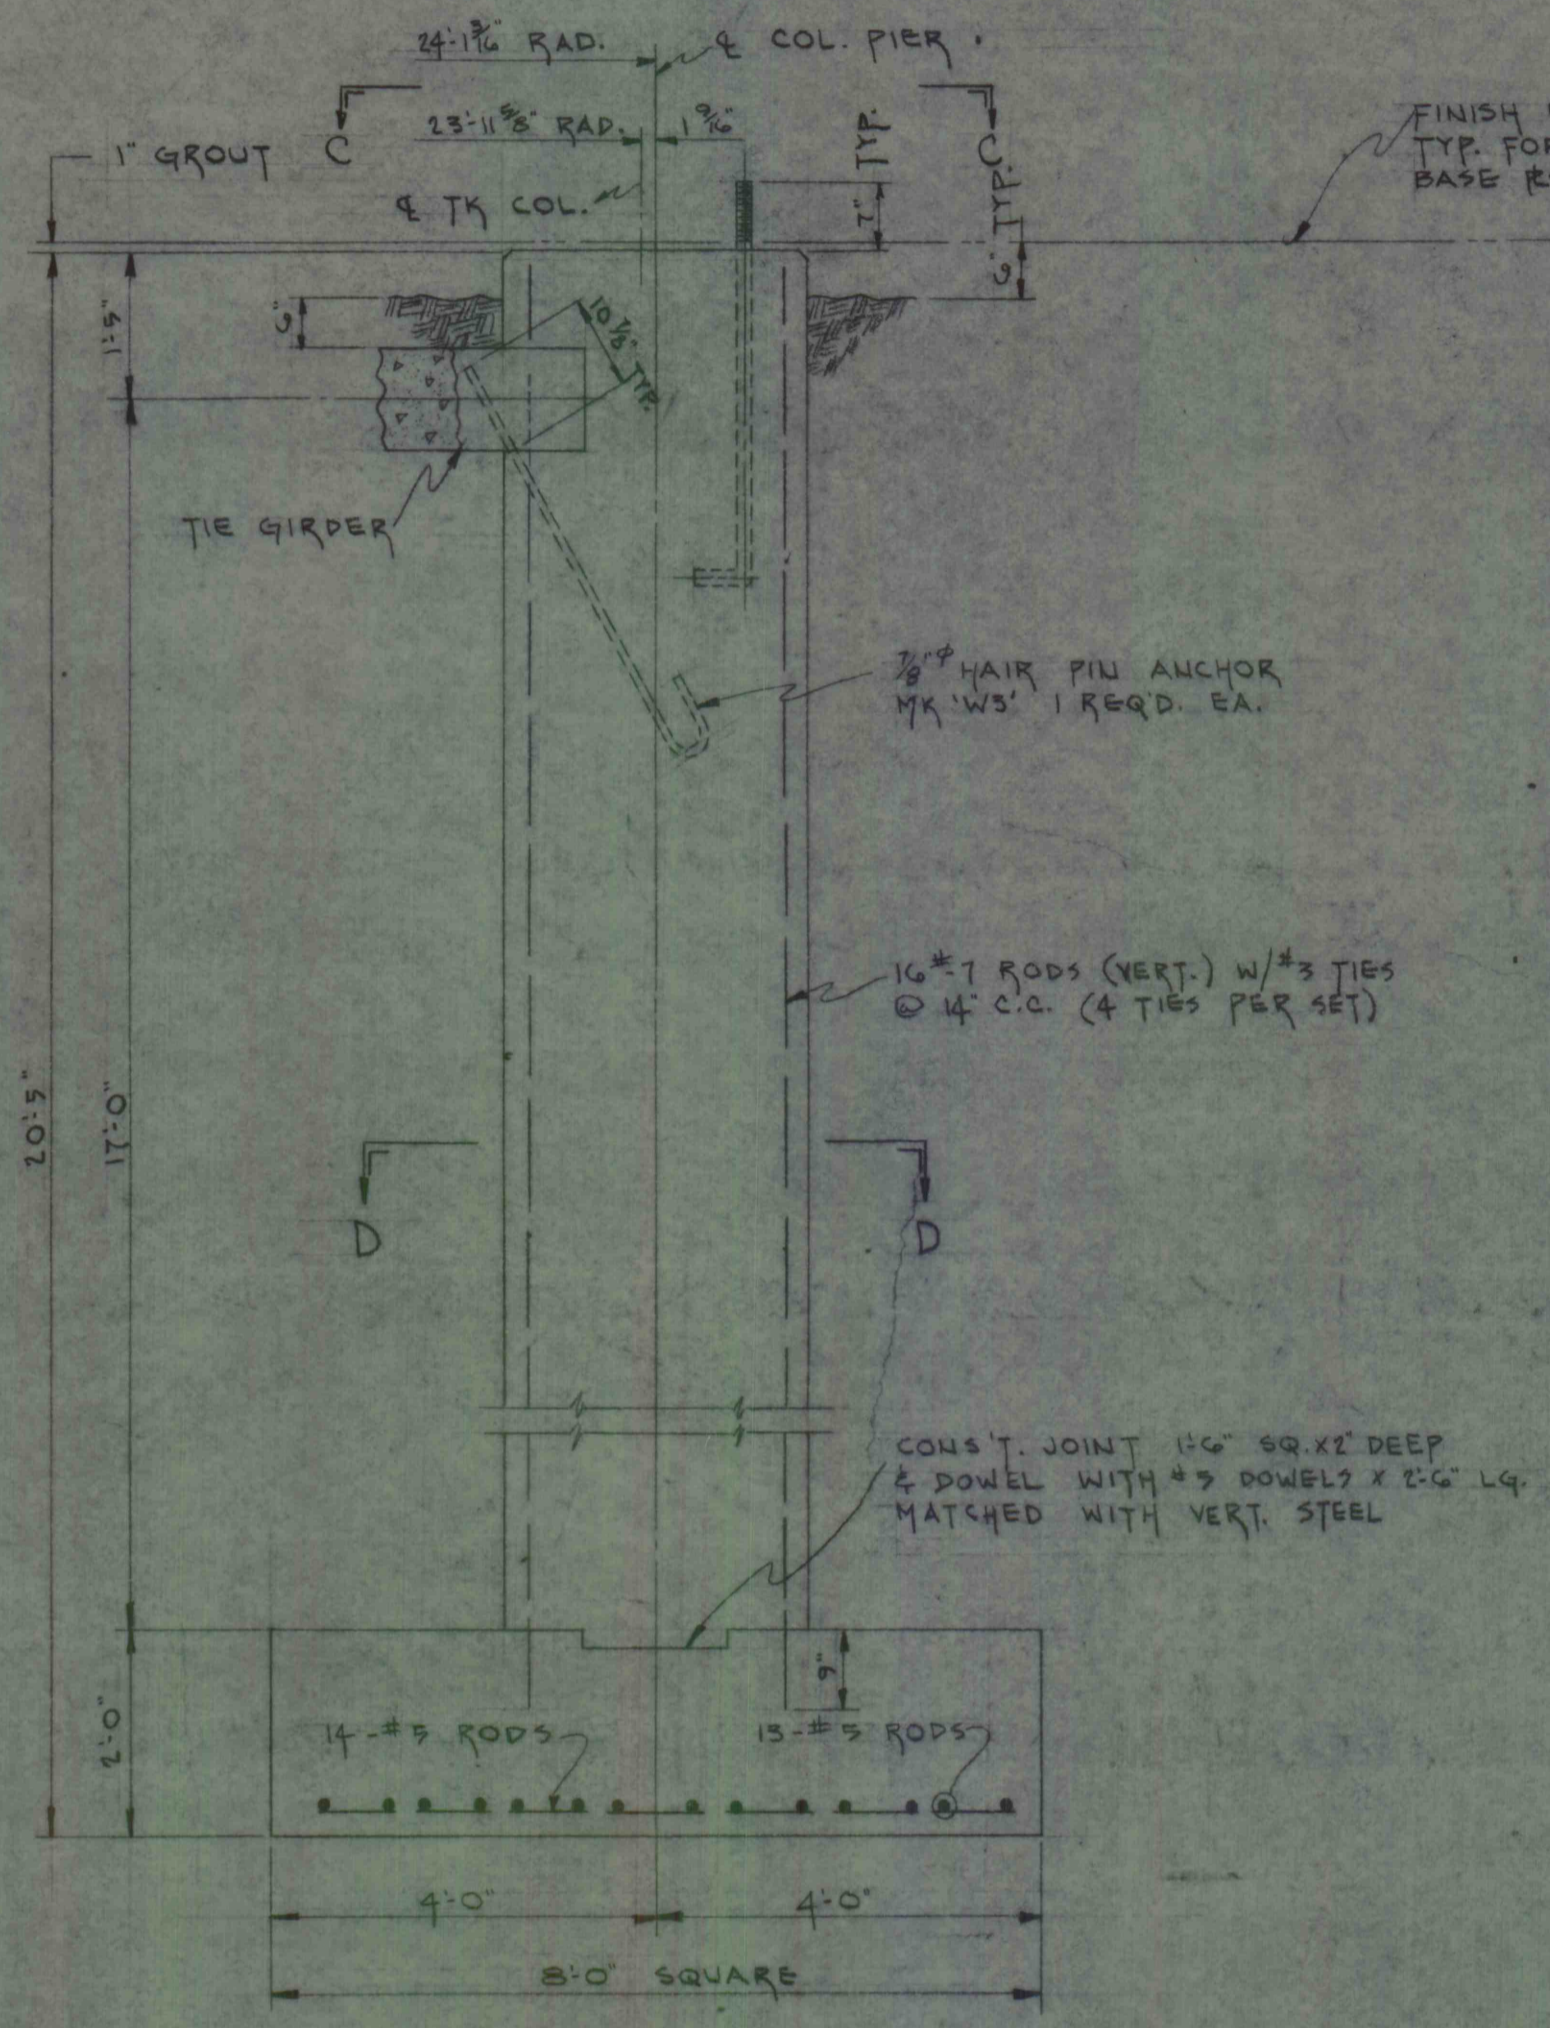 24'-1 3/16" RAD.
℄ COL. PIER
23'-11 5/8" RAD.
1 9/16"
7" TYP.
C
C
1" GROUT
℄ TK COL.
6" TYP.
FINISH
TYP. FOR
BASE
1'-5"
6"
10 1/8" TYP.
TIE GIRDER
7/8"φ HAIR PIN ANCHOR
MK 'W3' 1 REQ'D. EA.
16 #-7 RODS (VERT.) W/#3 TIES
@ 14" C.C. (4 TIES PER SET)
20'-5"
17'-0"
D
D
CONS'T. JOINT 1'-6" SQ. X 2" DEEP
& DOWEL WITH #5 DOWELS X 2'-6" LG.
MATCHED WITH VERT. STEEL
9"
2'-0"
14-#5 RODS
13-#5 RODS
4'-0"
4'-0"
8'-0" SQUARE